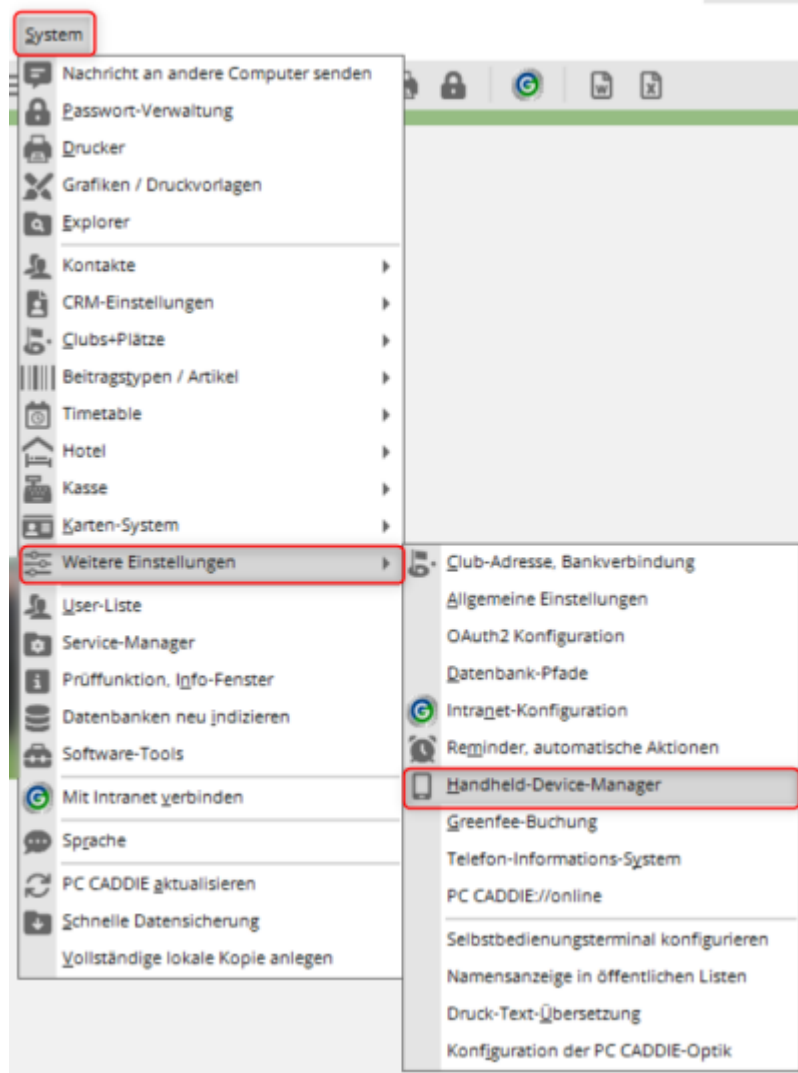 System
Nachricht an andere Computer senden
Passwort-Verwaltung
Drucker
Grafiken / Druckvorlagen
Explorer
Kontakte
CRM-Einstellungen
Clubs+Plätze
Beitragstypen / Artikel
Timetable
Hotel
Kasse
Karten-System
Weitere Einstellungen
User-Liste
Service-Manager
Prüffunktion, Info-Fenster
Datenbanken neu indizieren
Software-Tools
Mit Intranet verbinden
Sprache
PC CADDIE aktualisieren
Schnelle Datensicherung
Vollständige lokale Kopie anlegen
Club-Adresse, Bankverbindung
Allgemeine Einstellungen
OAuth2 Konfiguration
Datenbank-Pfade
Intranet-Konfiguration
Reminder, automatische Aktionen
Handheld-Device-Manager
Greenfee-Buchung
Telefon-Informations-System
PC CADDIE://online
Selbstbedienungsterminal konfigurieren
Namensanzeige in öffentlichen Listen
Druck-Text-Übersetzung
Konfiguration der PC CADDIE-Optik